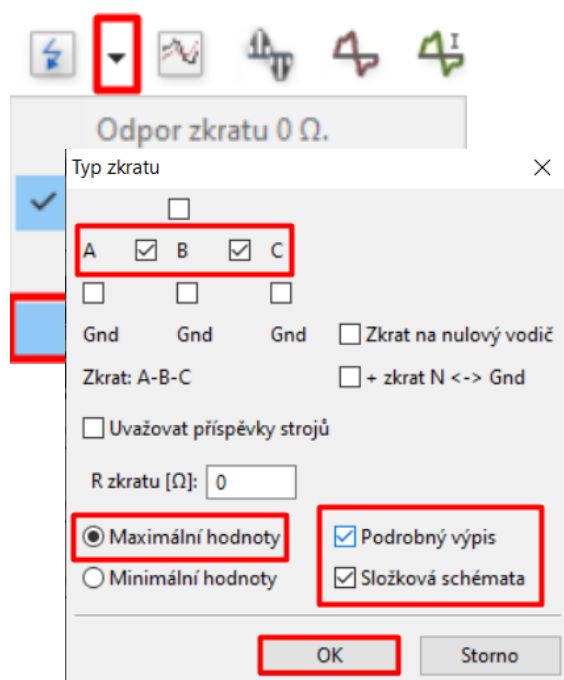 Odpor zkratu 0 Ω.
Typ zkratu
A B C
Gnd Gnd Gnd Zkrat na nulový vodič
Zkrat: A-B-C + zkrat N <-> Gnd
Uvažovat příspěvky strojů
R zkratu [Ω]: 0
Maximální hodnoty Podrobný výpis
Minimální hodnoty Složková schémata
OK Storno